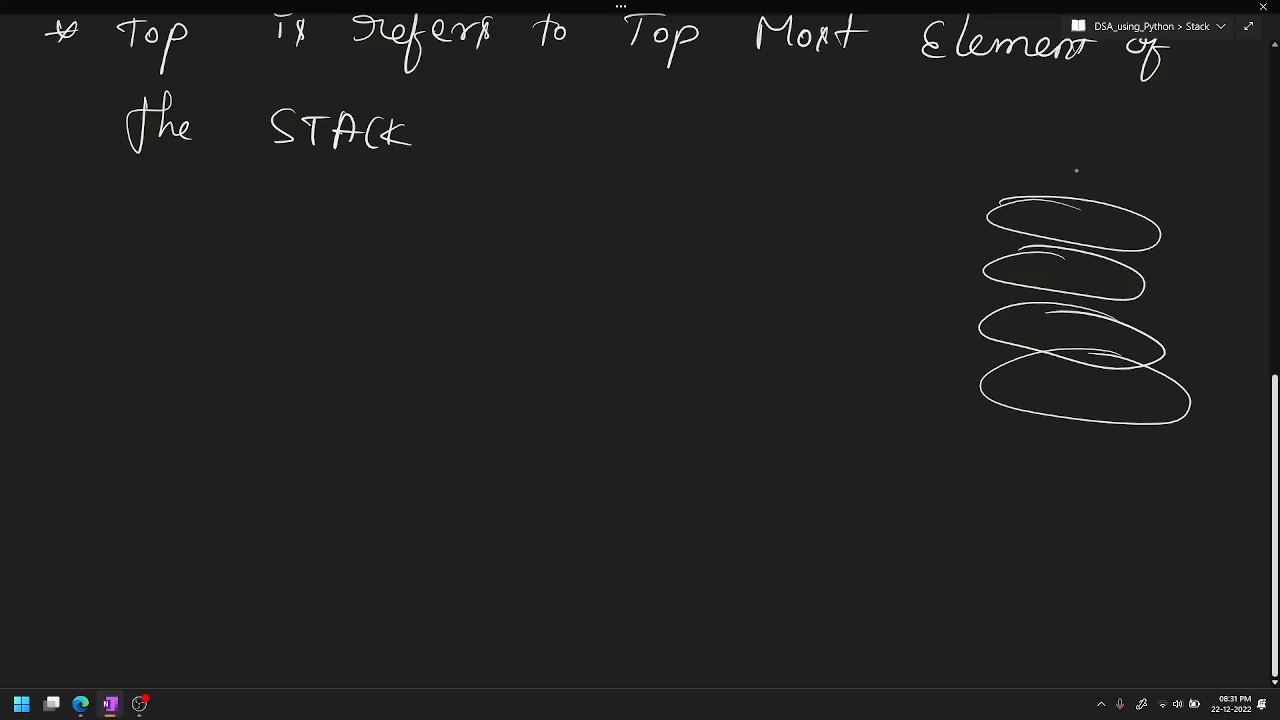 DSA_using_Python > Stack
* Top is refers to Top Most Element of
the STACK
08:31 PM
22-12-2022